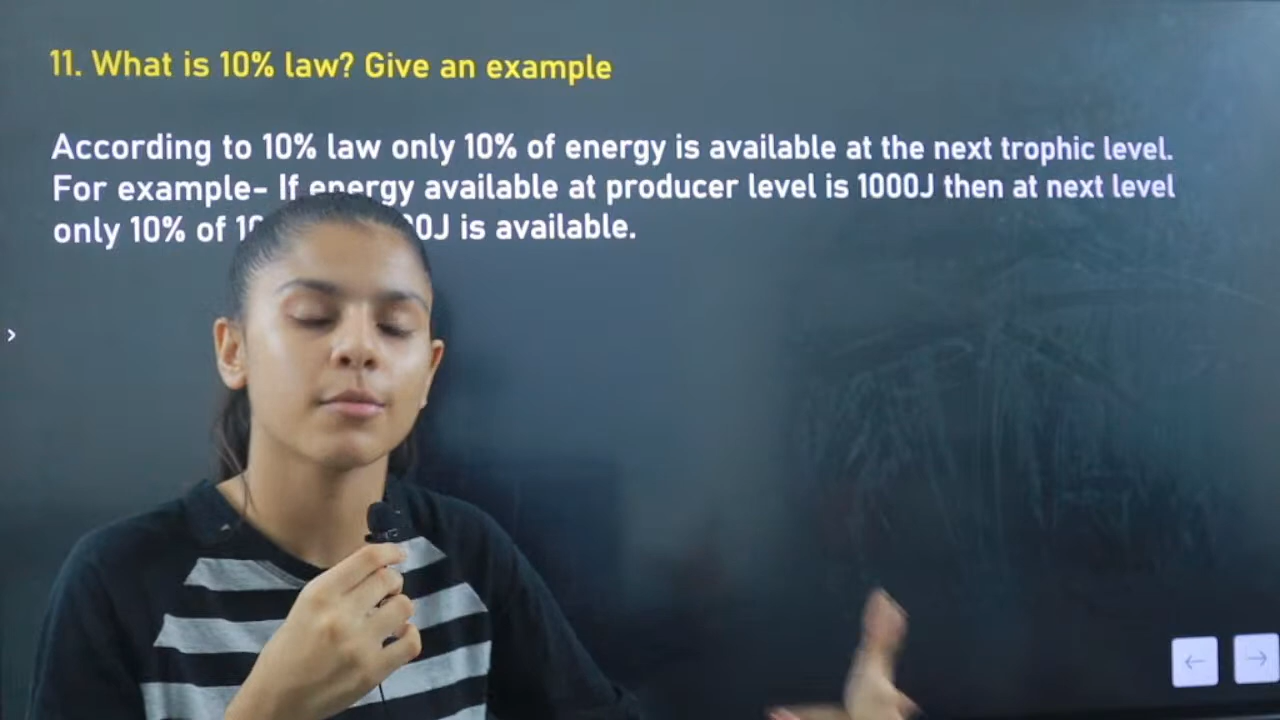 11. What is 10% law? Give an example
According to 10% law only 10% of energy is available at the next trophic level.
For example- If energy available at producer level is 1000J then at next level
only 10% of is available.